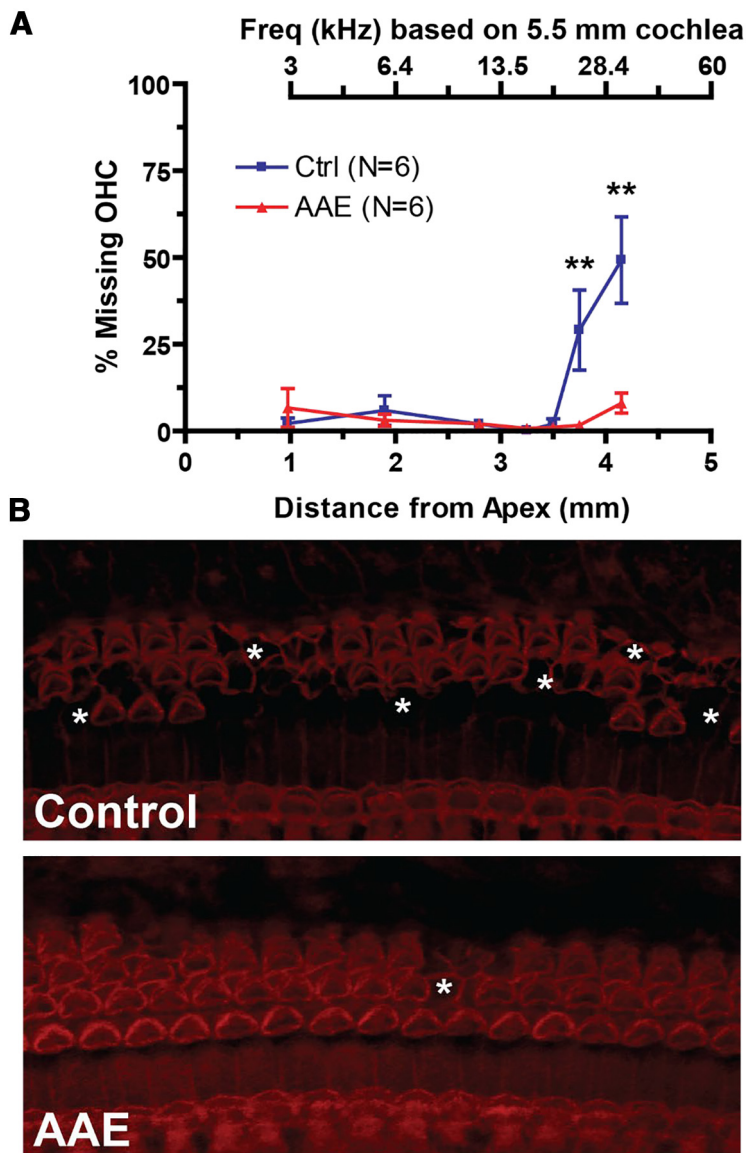 A
Freq (kHz) based on 5.5 mm cochlea
3 6.4 13.5 28.4 60
100
75
50
25
0
% Missing OHC
Ctrl (N=6)
AAE (N=6)
**
**
0 1 2 3 4 5
Distance from Apex (mm)
B
* * * * * *
Control
*
AAE